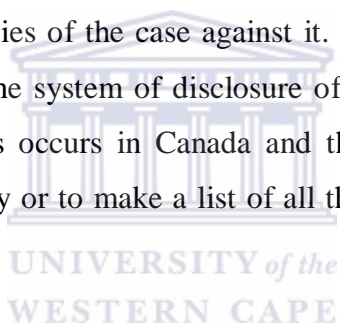 ies of the case against it.
ne system of disclosure of
s occurs in Canada and th
y or to make a list of all th
UNIVERSITY of the
WESTERN CAPE